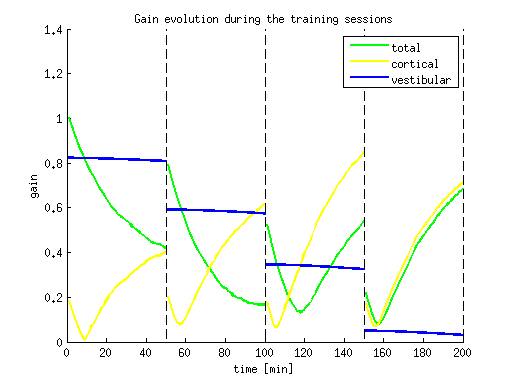 Gain evolution during the training sessions
1.4
1.2
1
0.8
0.6
0.4
0.2
0
gain
total
cortical
vestibular
0 20 40 60 80 100 120 140 160 180 200
time [min]